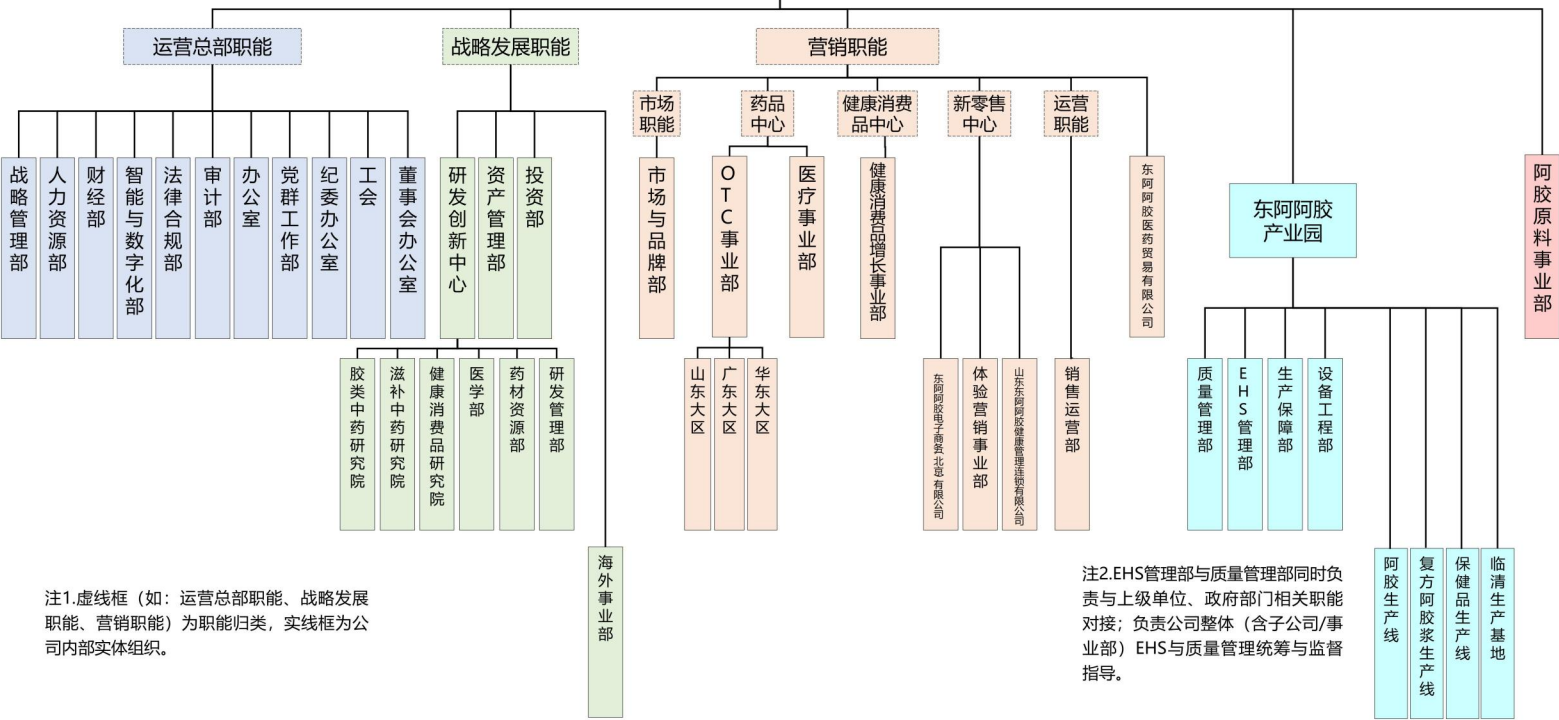 运营总部职能
战略发展职能
营销职能
市场
职能
药品
中心
健康消费
品中心
新零售
中心
运营
职能
战略管理部
人力资源部
财经部
智能与数字化部
法律合规部
审计部
办公室
党群工作部
纪委办公室
工会
董事会办公室
研发创新中心
资产管理部
投资部
市场与品牌部
OTC事业部
医疗事业部
健康消费品增长事业部
东阿阿胶医药贸易有限公司
东阿阿胶
产业园
阿胶原料事业部
胶类中药研究院
滋补中药研究院
健康消费品研究院
医学部
药材资源部
研发管理部
山东大区
广东大区
华东大区
东阿阿胶电子商务(北京)有限公司
体验营销事业部
山东东阿阿胶健康管理连锁有限公司
销售运营部
质量管理部
EHS管理部
生产保障部
设备工程部
海外事业部
阿胶生产线
复方阿胶浆生产线
保健品生产线
临清生产基地
注1.虚线框（如：运营总部职能、战略发展
职能、营销职能）为职能归类，实线框为公
司内部实体组织。
注2.EHS管理部与质量管理部同时负
责与上级单位、政府部门相关职能
对接；负责公司整体（含子公司/事
业部）EHS与质量管理统筹与监督
指导。